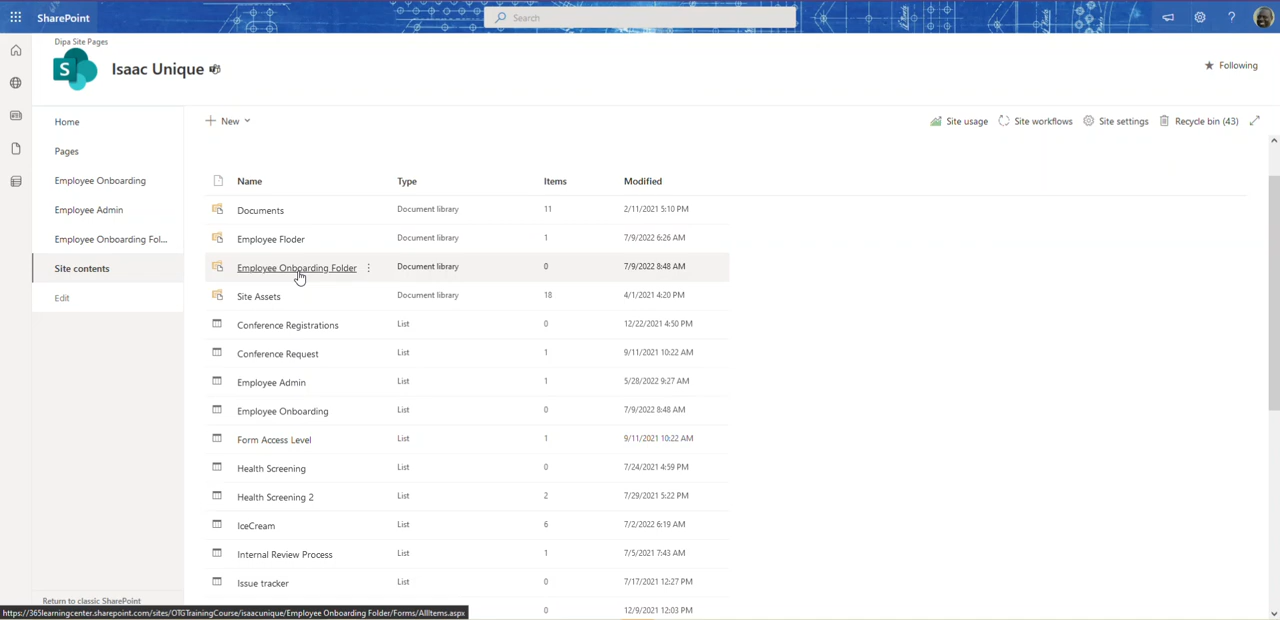 SharePoint
Search
Dipa Site Pages
S
Isaac Unique
Following
Home
Pages
Employee Onboarding
Employee Admin
Employee Onboarding Fol...
Site contents
Edit
Return to classic SharePoint
New
Site usage
Site workflows
Site settings
Recycle bin (43)
Name Type Items Modified
Documents Document library 11 2/11/2021 5:10 PM
Employee Floder Document library 1 7/9/2022 6:26 AM
Employee Onboarding Folder Document library 0 7/9/2022 8:48 AM
Site Assets Document library 18 4/1/2021 4:20 PM
Conference Registrations List 0 12/22/2021 4:50 PM
Conference Request List 1 9/11/2021 10:22 AM
Employee Admin List 1 5/28/2022 9:27 AM
Employee Onboarding List 0 7/9/2022 8:48 AM
Form Access Level List 1 9/11/2021 10:22 AM
Health Screening List 0 7/24/2021 4:59 PM
Health Screening 2 List 2 7/29/2021 5:22 PM
IceCream List 6 7/2/2022 6:19 AM
Internal Review Process List 1 7/5/2021 7:43 AM
Issue tracker List 0 7/17/2021 12:27 PM
0 12/9/2021 12:03 PM
https://365learningcenter.sharepoint.com/sites/OTGTrainingCourse/isaacunique/Employee Onboarding Folder/Forms/AllItems.aspx